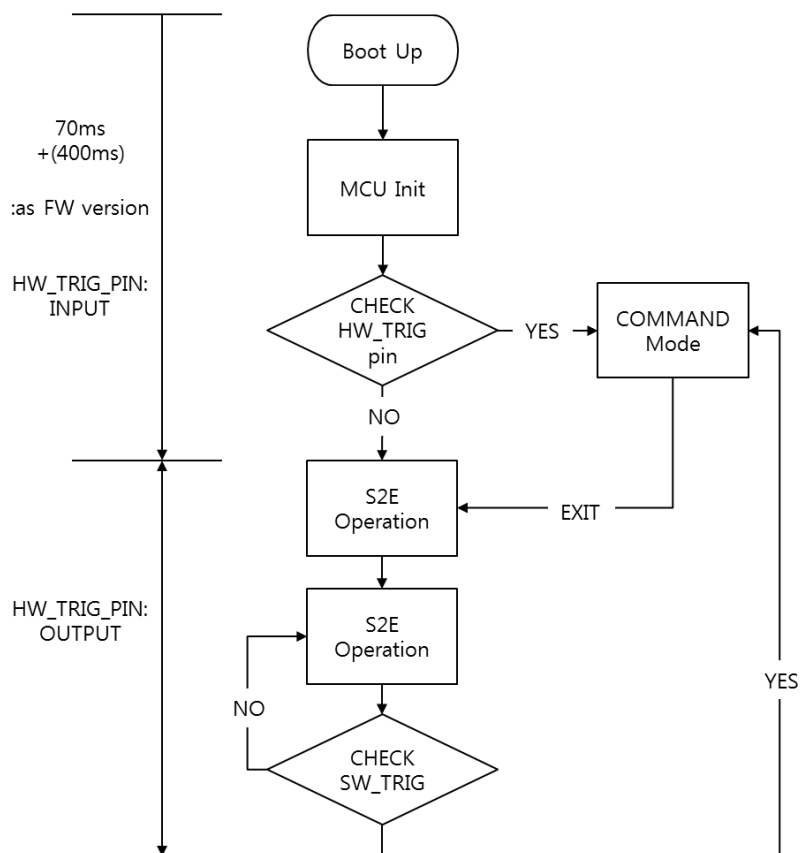 Boot Up
70ms
+(400ms)
:as FW version
HW_TRIG_PIN:
INPUT
MCU Init
CHECK
HW_TRIG
pin
YES
COMMAND
Mode
NO
S2E
Operation
EXIT
HW_TRIG_PIN:
OUTPUT
S2E
Operation
NO
YES
CHECK
SW_TRIG